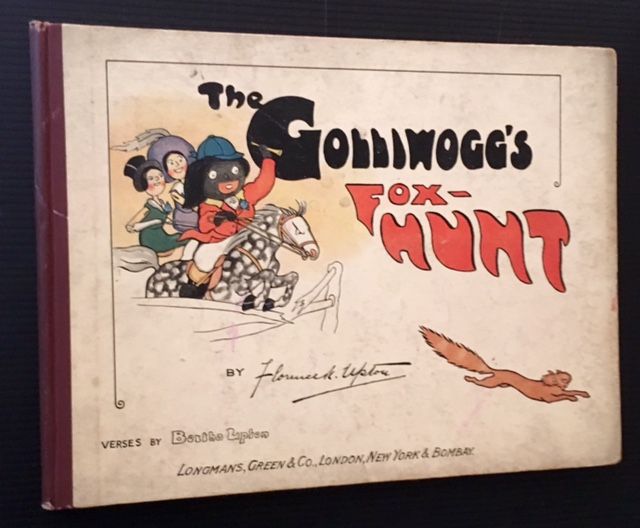 The
GOLLIWOGG'S
FOX-
HUNT
BY Florence K. Upton
VERSES BY Bertha Upton
LONGMANS, GREEN & CO., LONDON, NEW YORK & BOMBAY.